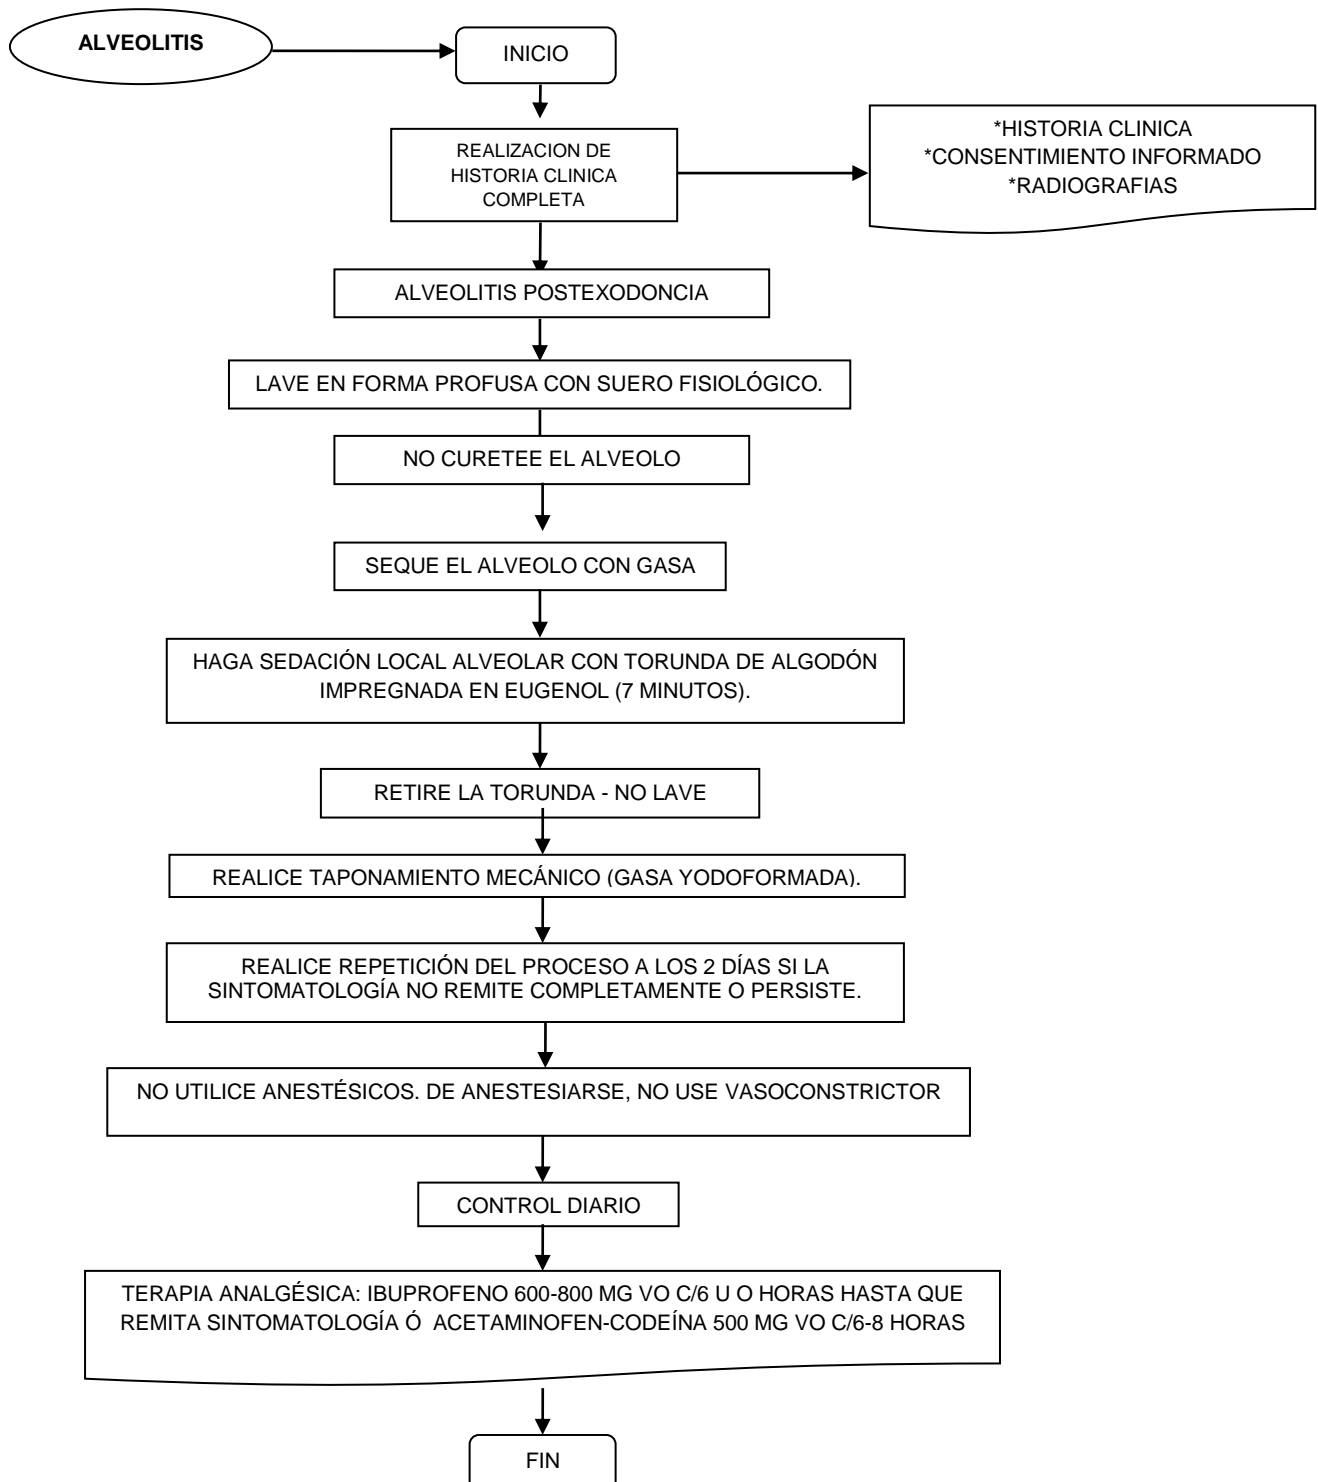 ALVEOLITIS
INICIO
REALIZACION DE
HISTORIA CLINICA
COMPLETA
*HISTORIA CLINICA
*CONSENTIMIENTO INFORMADO
*RADIOGRAFIAS
ALVEOLITIS POSTEXODONCIA
LAVE EN FORMA PROFUSA CON SUERO FISIOLÓGICO.
NO CURETEE EL ALVEOLO
SEQUE EL ALVEOLO CON GASA
HAGA SEDACIÓN LOCAL ALVEOLAR CON TORUNDA DE ALGODÓN
IMPREGNADA EN EUGENOL (7 MINUTOS).
RETIRE LA TORUNDA - NO LAVE
REALICE TAPONAMIENTO MECÁNICO (GASA YODOFORMADA).
REALICE REPETICIÓN DEL PROCESO A LOS 2 DÍAS SI LA
SINTOMATOLOGÍA NO REMITE COMPLETAMENTE O PERSISTE.
NO UTILICE ANESTÉSICOS. DE ANESTESIARSE, NO USE VASOCONSTRICTOR
CONTROL DIARIO
TERAPIA ANALGÉSICA: IBUPROFENO 600-800 MG VO C/6 U O HORAS HASTA QUE
REMITA SINTOMATOLOGÍA Ó ACETAMINOFEN-CODEÍNA 500 MG VO C/6-8 HORAS
FIN